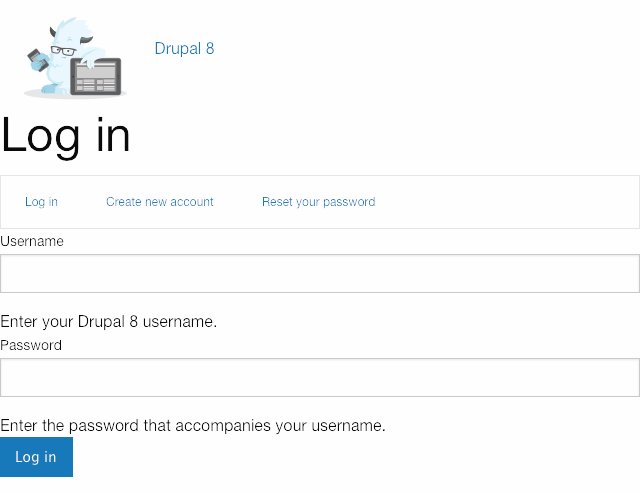 Drupal 8
Log in
Log in Create new account Reset your password
Username
Enter your Drupal 8 username.
Password
Enter the password that accompanies your username.
Log in